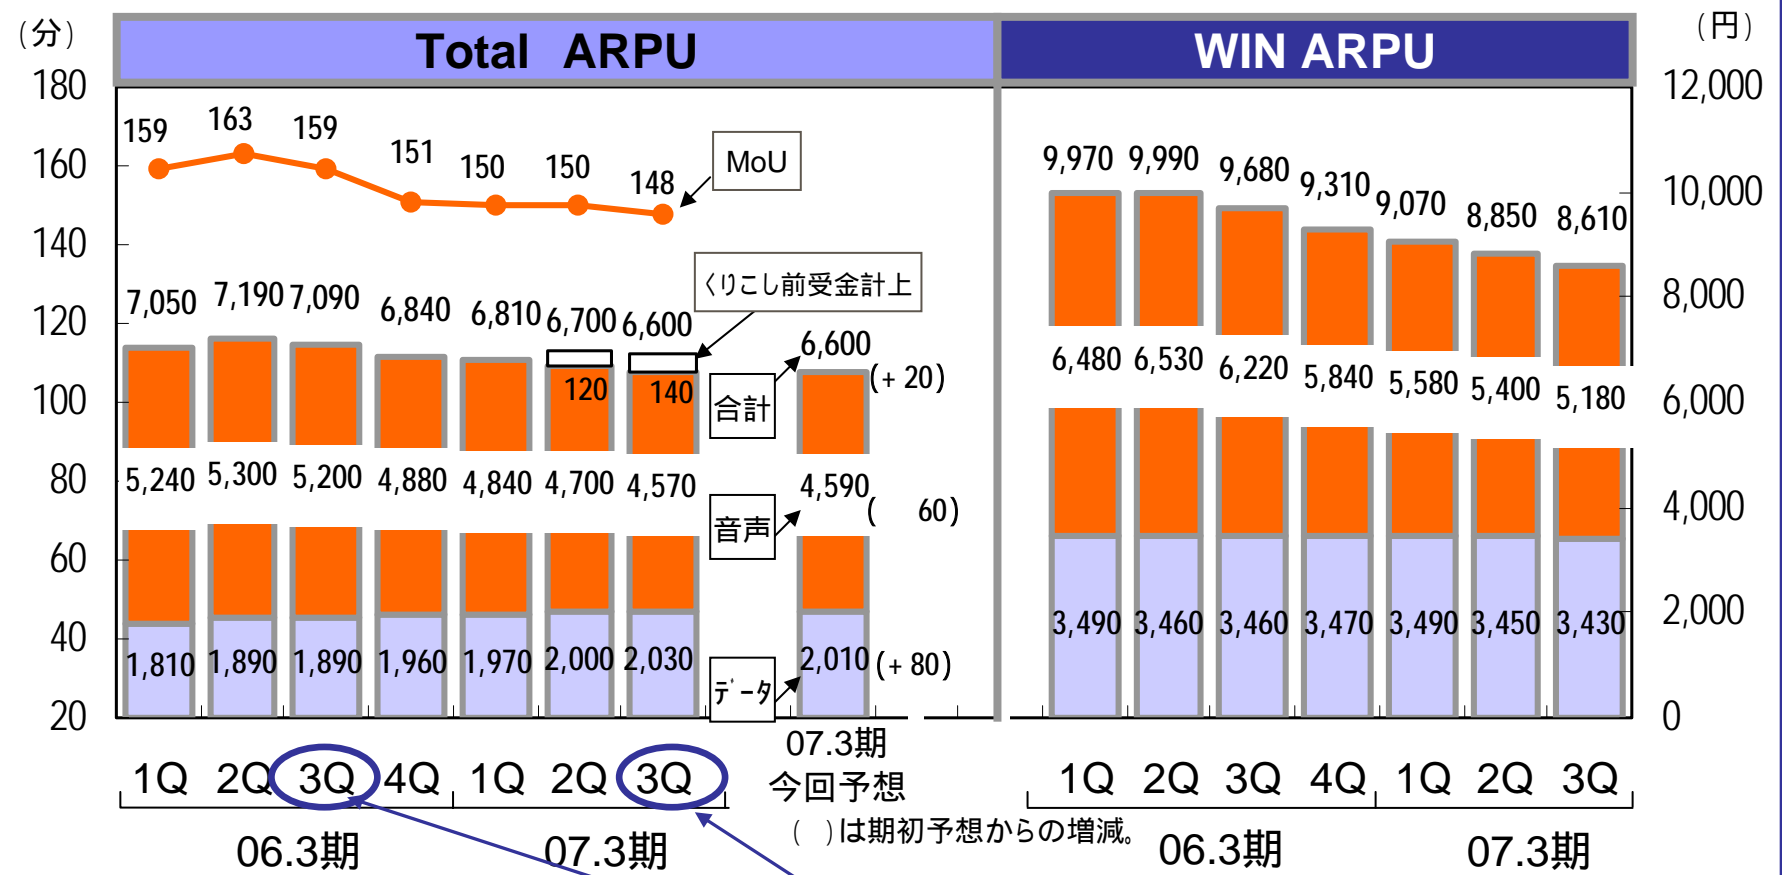 (分)
Total ARPU
WIN ARPU
(円)
180
160
140
120
100
80
60
40
20
12,000
10,000
8,000
6,000
4,000
2,000
0
159 163 159 151 150 150 148
MoU
くりこし前受金計上
7,050 7,190 7,090 6,840 6,810 6,700 6,600
120 140
合計
6,600
(+ 20)
5,240 5,300 5,200 4,880 4,840 4,700 4,570
音声
4,590
( 60)
1,810 1,890 1,890 1,960 1,970 2,000 2,030
データ
2,010
(+ 80)
9,970 9,990 9,680 9,310 9,070 8,850 8,610
6,480 6,530 6,220 5,840 5,580 5,400 5,180
3,490 3,460 3,460 3,470 3,490 3,450 3,430
1Q 2Q 3Q 4Q 1Q 2Q 3Q
06.3期 07.3期
07.3期
今回予想
( )は期初予想からの増減。
1Q 2Q 3Q 4Q 1Q 2Q 3Q
06.3期 07.3期